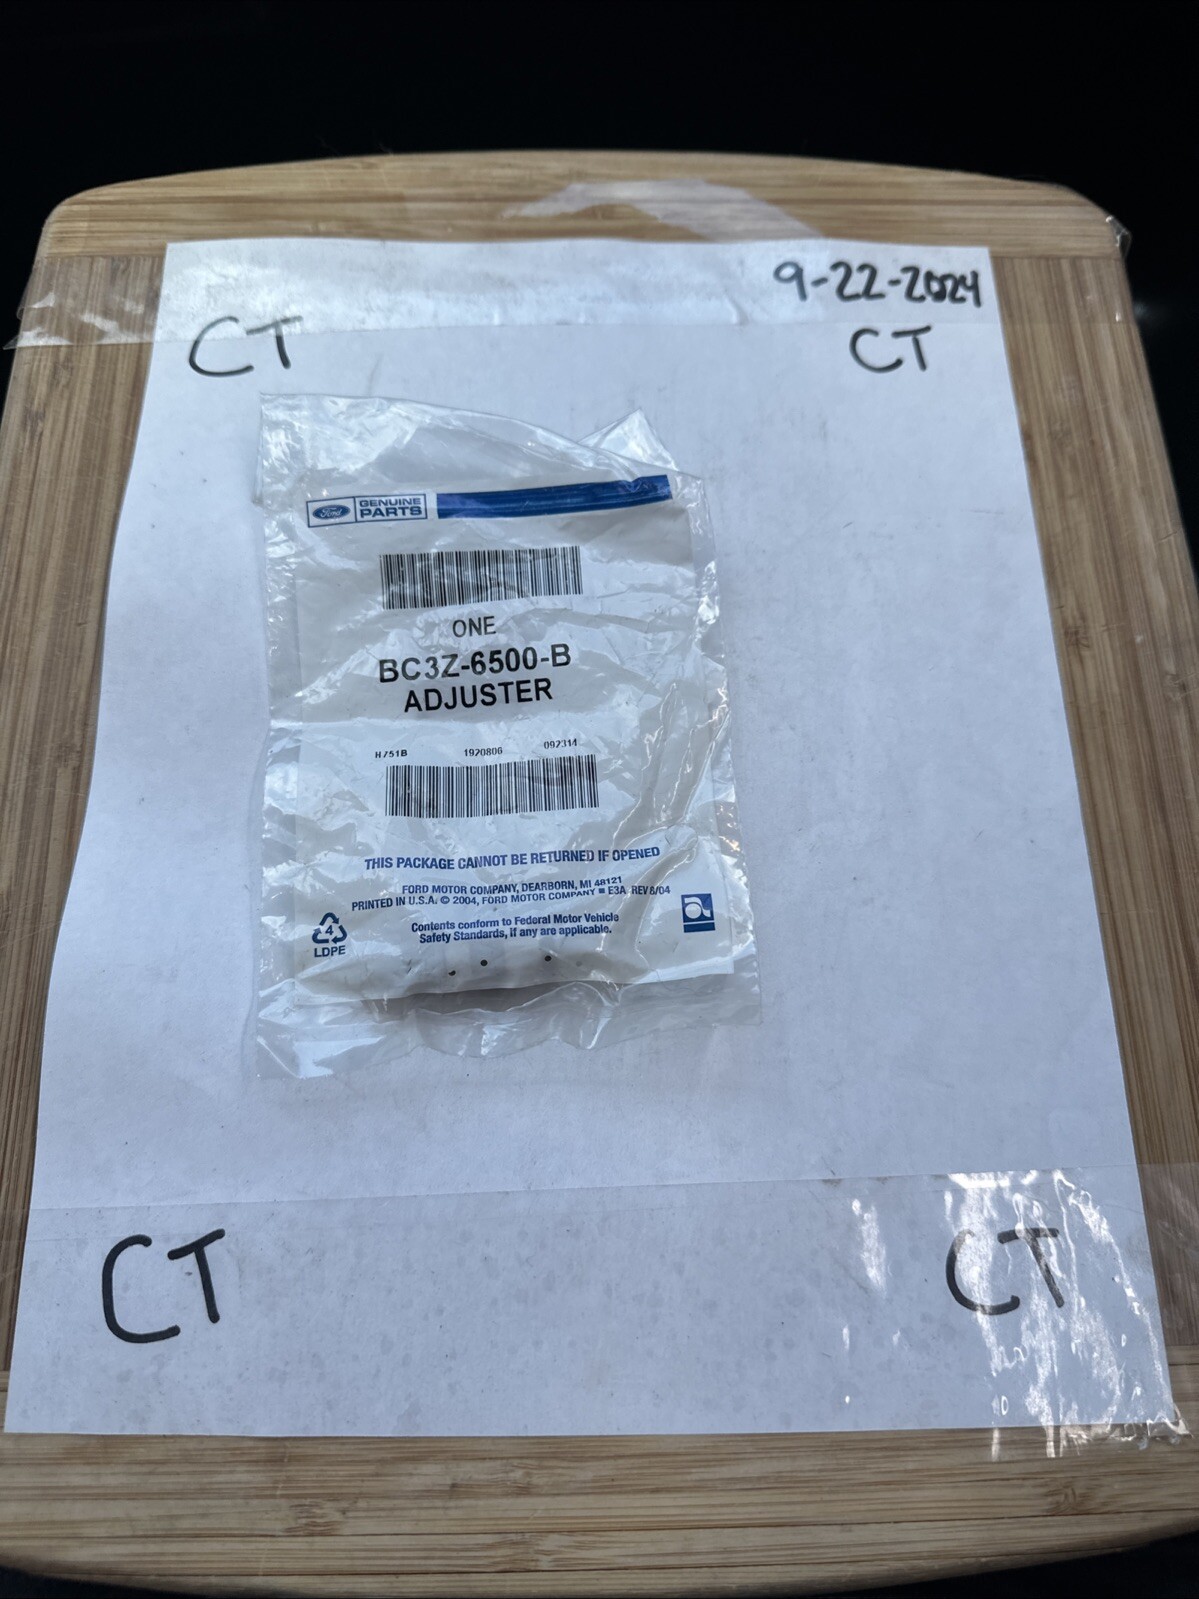 9-22-2024
CT CT
Ford GENUINE PARTS
ONE
BC3Z-6500-B
ADJUSTER
H751B 1920806 092314
THIS PACKAGE CANNOT BE RETURNED IF OPENED
FORD MOTOR COMPANY, DEARBORN, MI 48121
PRINTED IN U.S.A. © 2004, FORD MOTOR COMPANY ■ E3A REV 8/04
Contents conform to Federal Motor Vehicle
Safety Standards, if any are applicable.
4
LDPE
CT CT